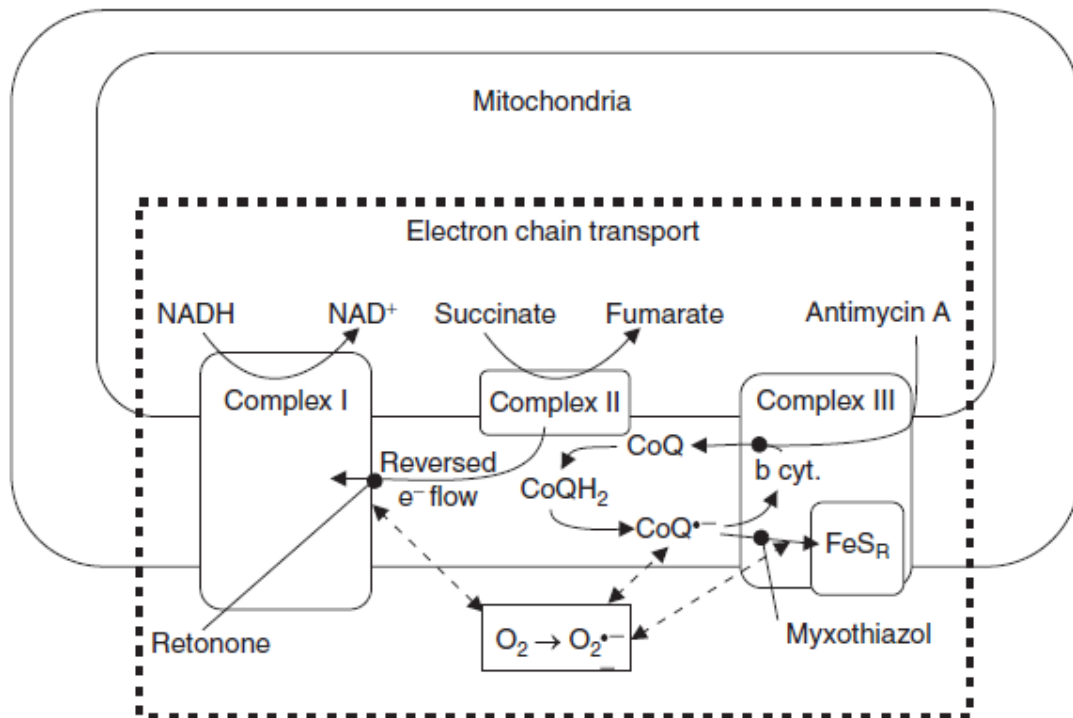 Mitochondria
Electron chain transport
NADH
NAD⁺
Succinate
Fumarate
Antimycin A
Complex I
Complex II
Complex III
Reversed
e⁻ flow
CoQ
b cyt.
CoQH₂
CoQ•⁻
FeS_R
Retonone
O₂ → O₂•⁻
Myxothiazol